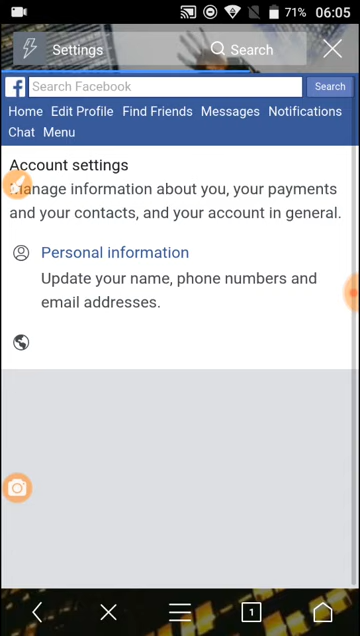 71% 06:05
Settings Search
f Search Facebook Search
Home Edit Profile Find Friends Messages Notifications
Chat Menu
Account settings
Manage information about you, your payments
and your contacts, and your account in general.
Personal information
Update your name, phone numbers and
email addresses.
1